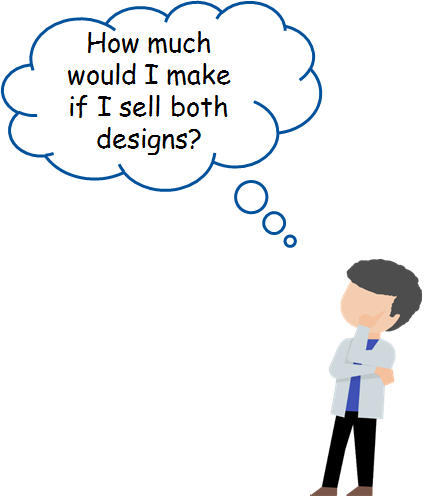 How much
would I make
if I sell both
designs?